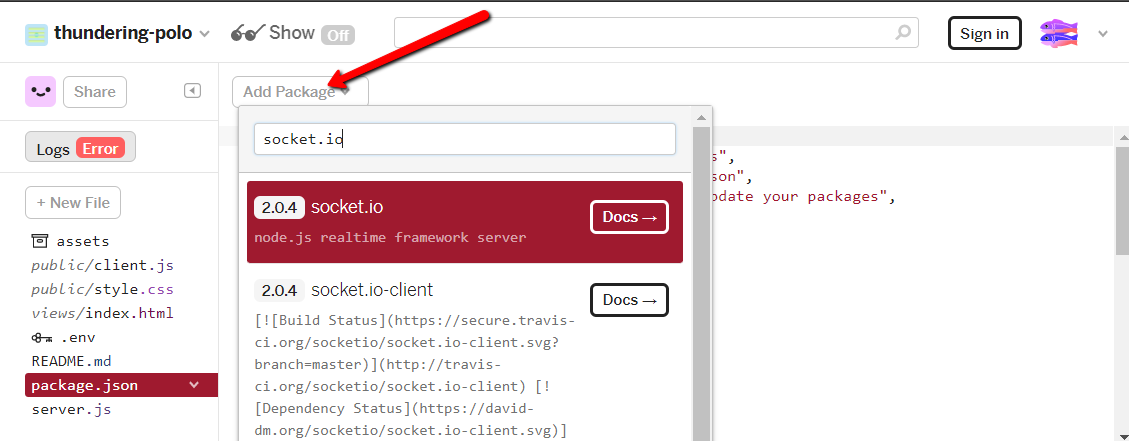 thundering-polo
Show Off
Sign in
Share
Add Package
Logs Error
socket.io
s",
son",
pdate your packages",
+ New File
2.0.4 socket.io
Docs →
node.js realtime framework server
assets
public/client.js
public/style.css
views/index.html
.env
README.md
package.json
server.js
2.0.4 socket.io-client
Docs →
[![Build Status](https://secure.travis-
ci.org/socketio/socket.io-client.svg?
branch=master)](http://travis-
ci.org/socketio/socket.io-client) [!
[Dependency Status](https://david-
dm.org/socketio/socket.io-client.svg)]